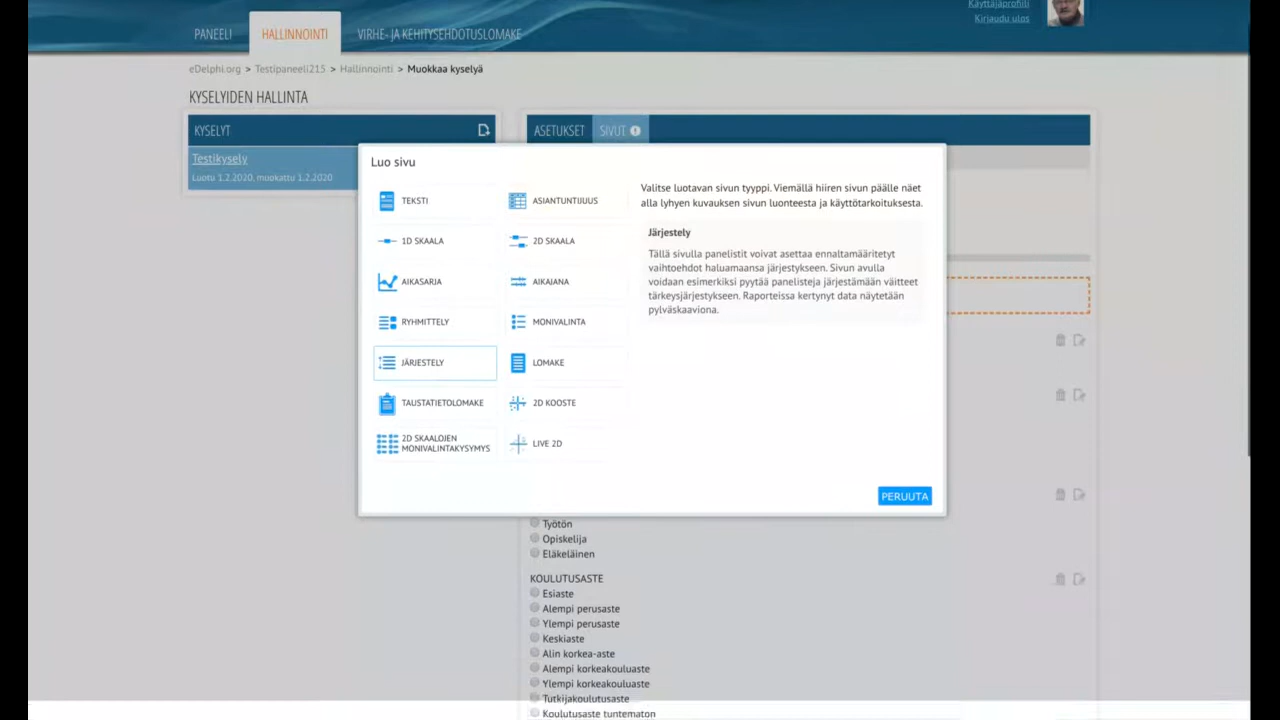 Käyttäjäprofiili
Kirjaudu ulos
PANEELI
HALLINNOINTI
VIRHE- JA KEHITYSEHDOTUSLOMAKE
eDelphi.org > Testipaneeli215 > Hallinnointi > Muokkaa kyselyä
KYSELYIDEN HALLINTA
KYSELYT
Testikysely
Luotu 1.2.2020, muokattu 1.2.2020
ASETUKSET
SIVUT
Luo sivu
TEKSTI
ASIANTUNTIJUUS
1D SKAALA
2D SKAALA
AIKASARJA
AIKAJANA
RYHMITTELY
MONIVALINTA
JÄRJESTELY
LOMAKE
TAUSTATIETOLOMAKE
2D KOOSTE
2D SKAALOJEN
MONIVALINTAKYSYMYS
LIVE 2D
Valitse luotavan sivun tyyppi. Viemällä hiiren sivun päälle näet
alla lyhyen kuvauksen sivun luonteesta ja käyttötarkoituksesta.
Järjestely
Tällä sivulla panelistit voivat asettaa ennaltamääritetyt
vaihtoehdot haluamaansa järjestykseen. Sivun avulla
voidaan esimerkiksi pyytää panelisteja järjestämään väitteet
tärkeysjärjestykseen. Raporteissa kertynyt data näytetään
pylväskaaviona.
PERUUTA
Työtön
Opiskelija
Eläkeläinen
KOULUTUSASTE
Esiaste
Alempi perusaste
Ylempi perusaste
Keskiaste
Alin korkea-aste
Alempi korkeakouluaste
Ylempi korkeakouluaste
Tutkijakoulutusaste
Koulutusaste tuntematon